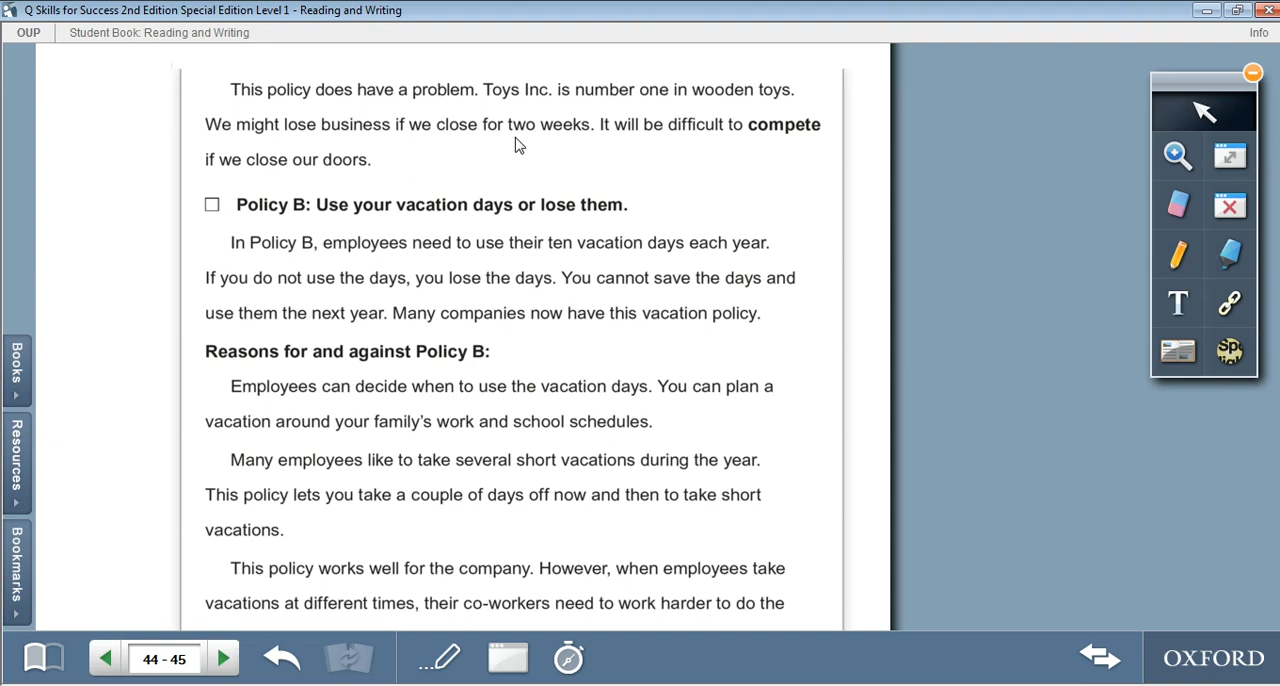 Q Skills for Success 2nd Edition Special Edition Level 1 - Reading and Writing
OUP
Student Book: Reading and Writing
Info
This policy does have a problem. Toys Inc. is number one in wooden toys.
We might lose business if we close for two weeks. It will be difficult to compete
if we close our doors.
Policy B: Use your vacation days or lose them.
In Policy B, employees need to use their ten vacation days each year.
If you do not use the days, you lose the days. You cannot save the days and
use them the next year. Many companies now have this vacation policy.
Reasons for and against Policy B:
Employees can decide when to use the vacation days. You can plan a
vacation around your family's work and school schedules.
Many employees like to take several short vacations during the year.
This policy lets you take a couple of days off now and then to take short
vacations.
This policy works well for the company. However, when employees take
vacations at different times, their co-workers need to work harder to do the
Books
Resources
Bookmarks
T
44 - 45
OXFORD